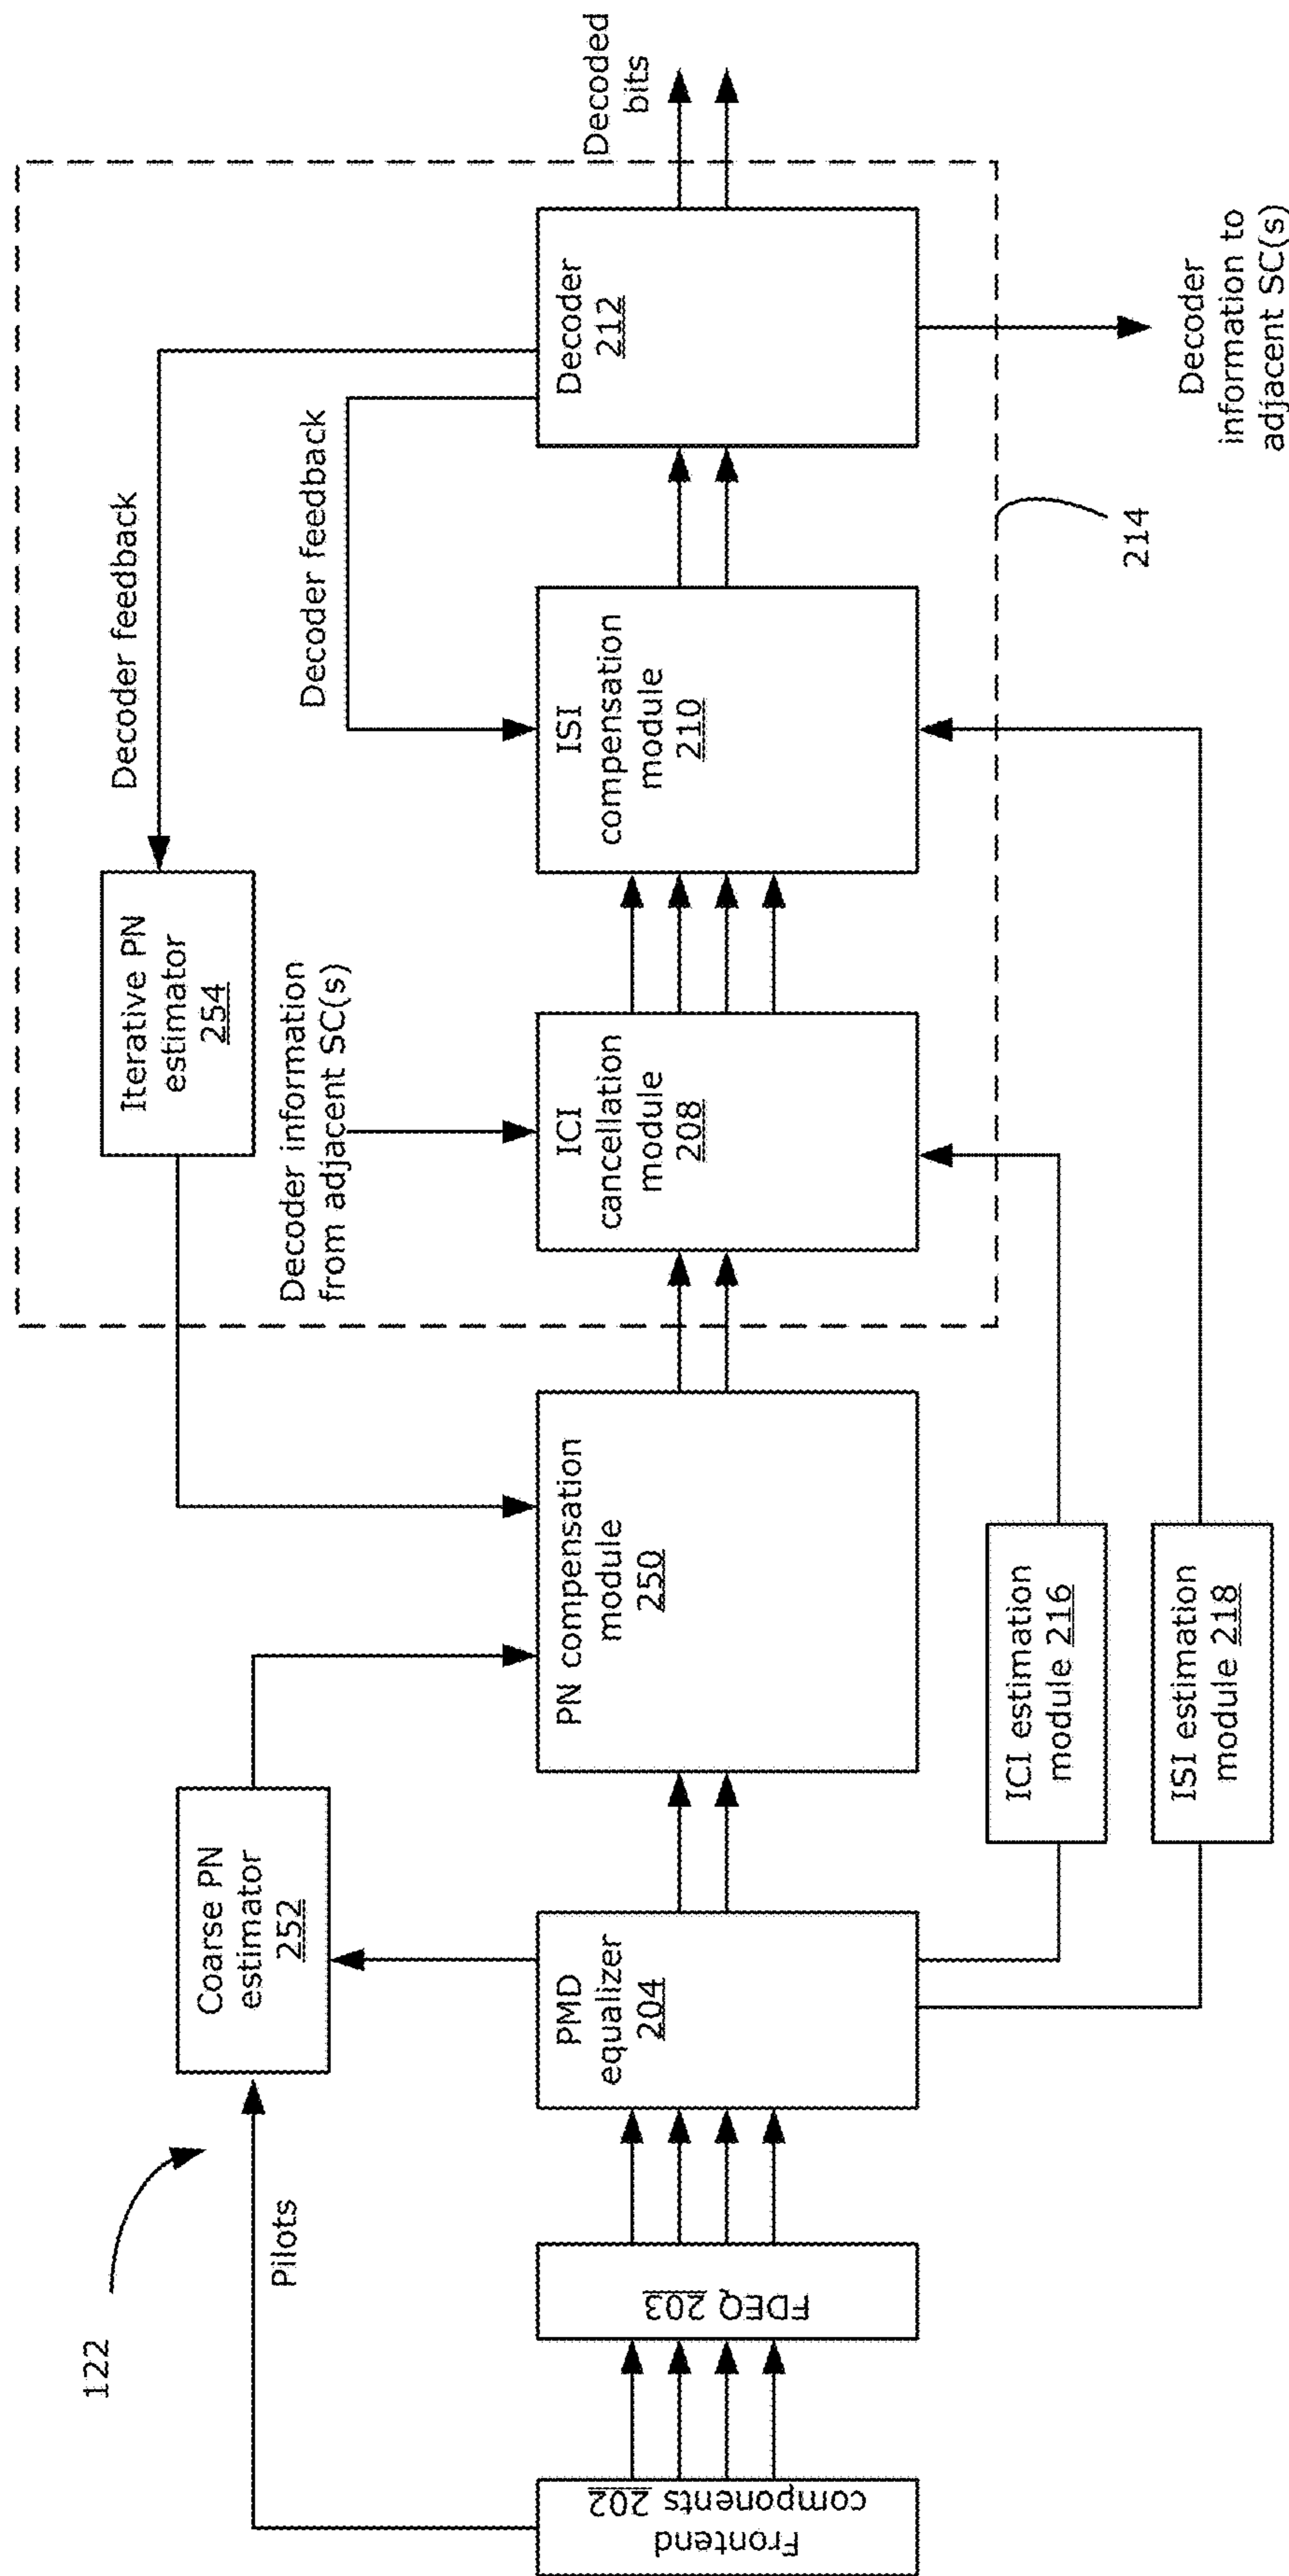 122
Pilots
Coarse PN
estimator
252
Iterative PN
estimator
254
Decoder feedback
Decoder feedback
Decoder information
from adjacent SC(s)
Frontend
components 202
FDEQ 203
PMD
equalizer
204
PN compensation
module
250
ICI
cancellation
module
208
ISI
compensation
module
210
Decoder
212
Decoded
bits
ICI estimation
module 216
ISI estimation
module 218
214
Decoder
information to
adjacent SC(s)